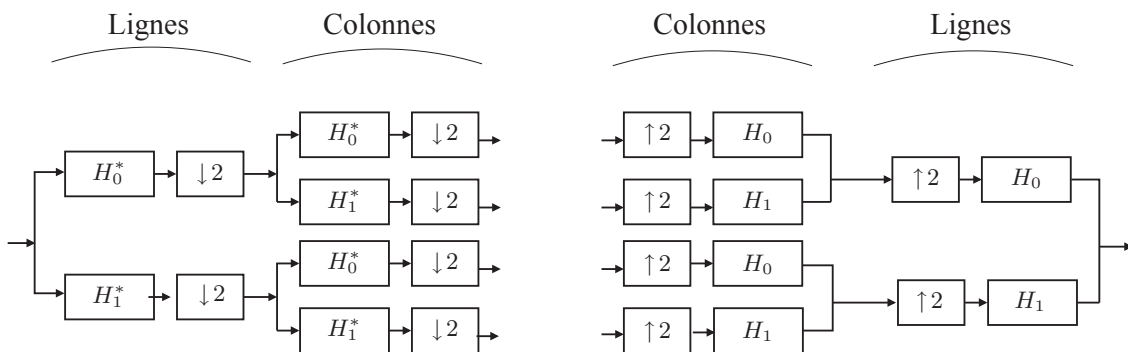 Lignes Colonnes Colonnes Lignes
H₀* ↓2 ↑2 H₀
H₀* ↓2 ↑2 H₀
H₁* ↓2 ↑2 H₁
H₀* ↓2 ↑2 H₀
H₁* ↓2 ↑2 H₁
H₁* ↓2 ↑2 H₁